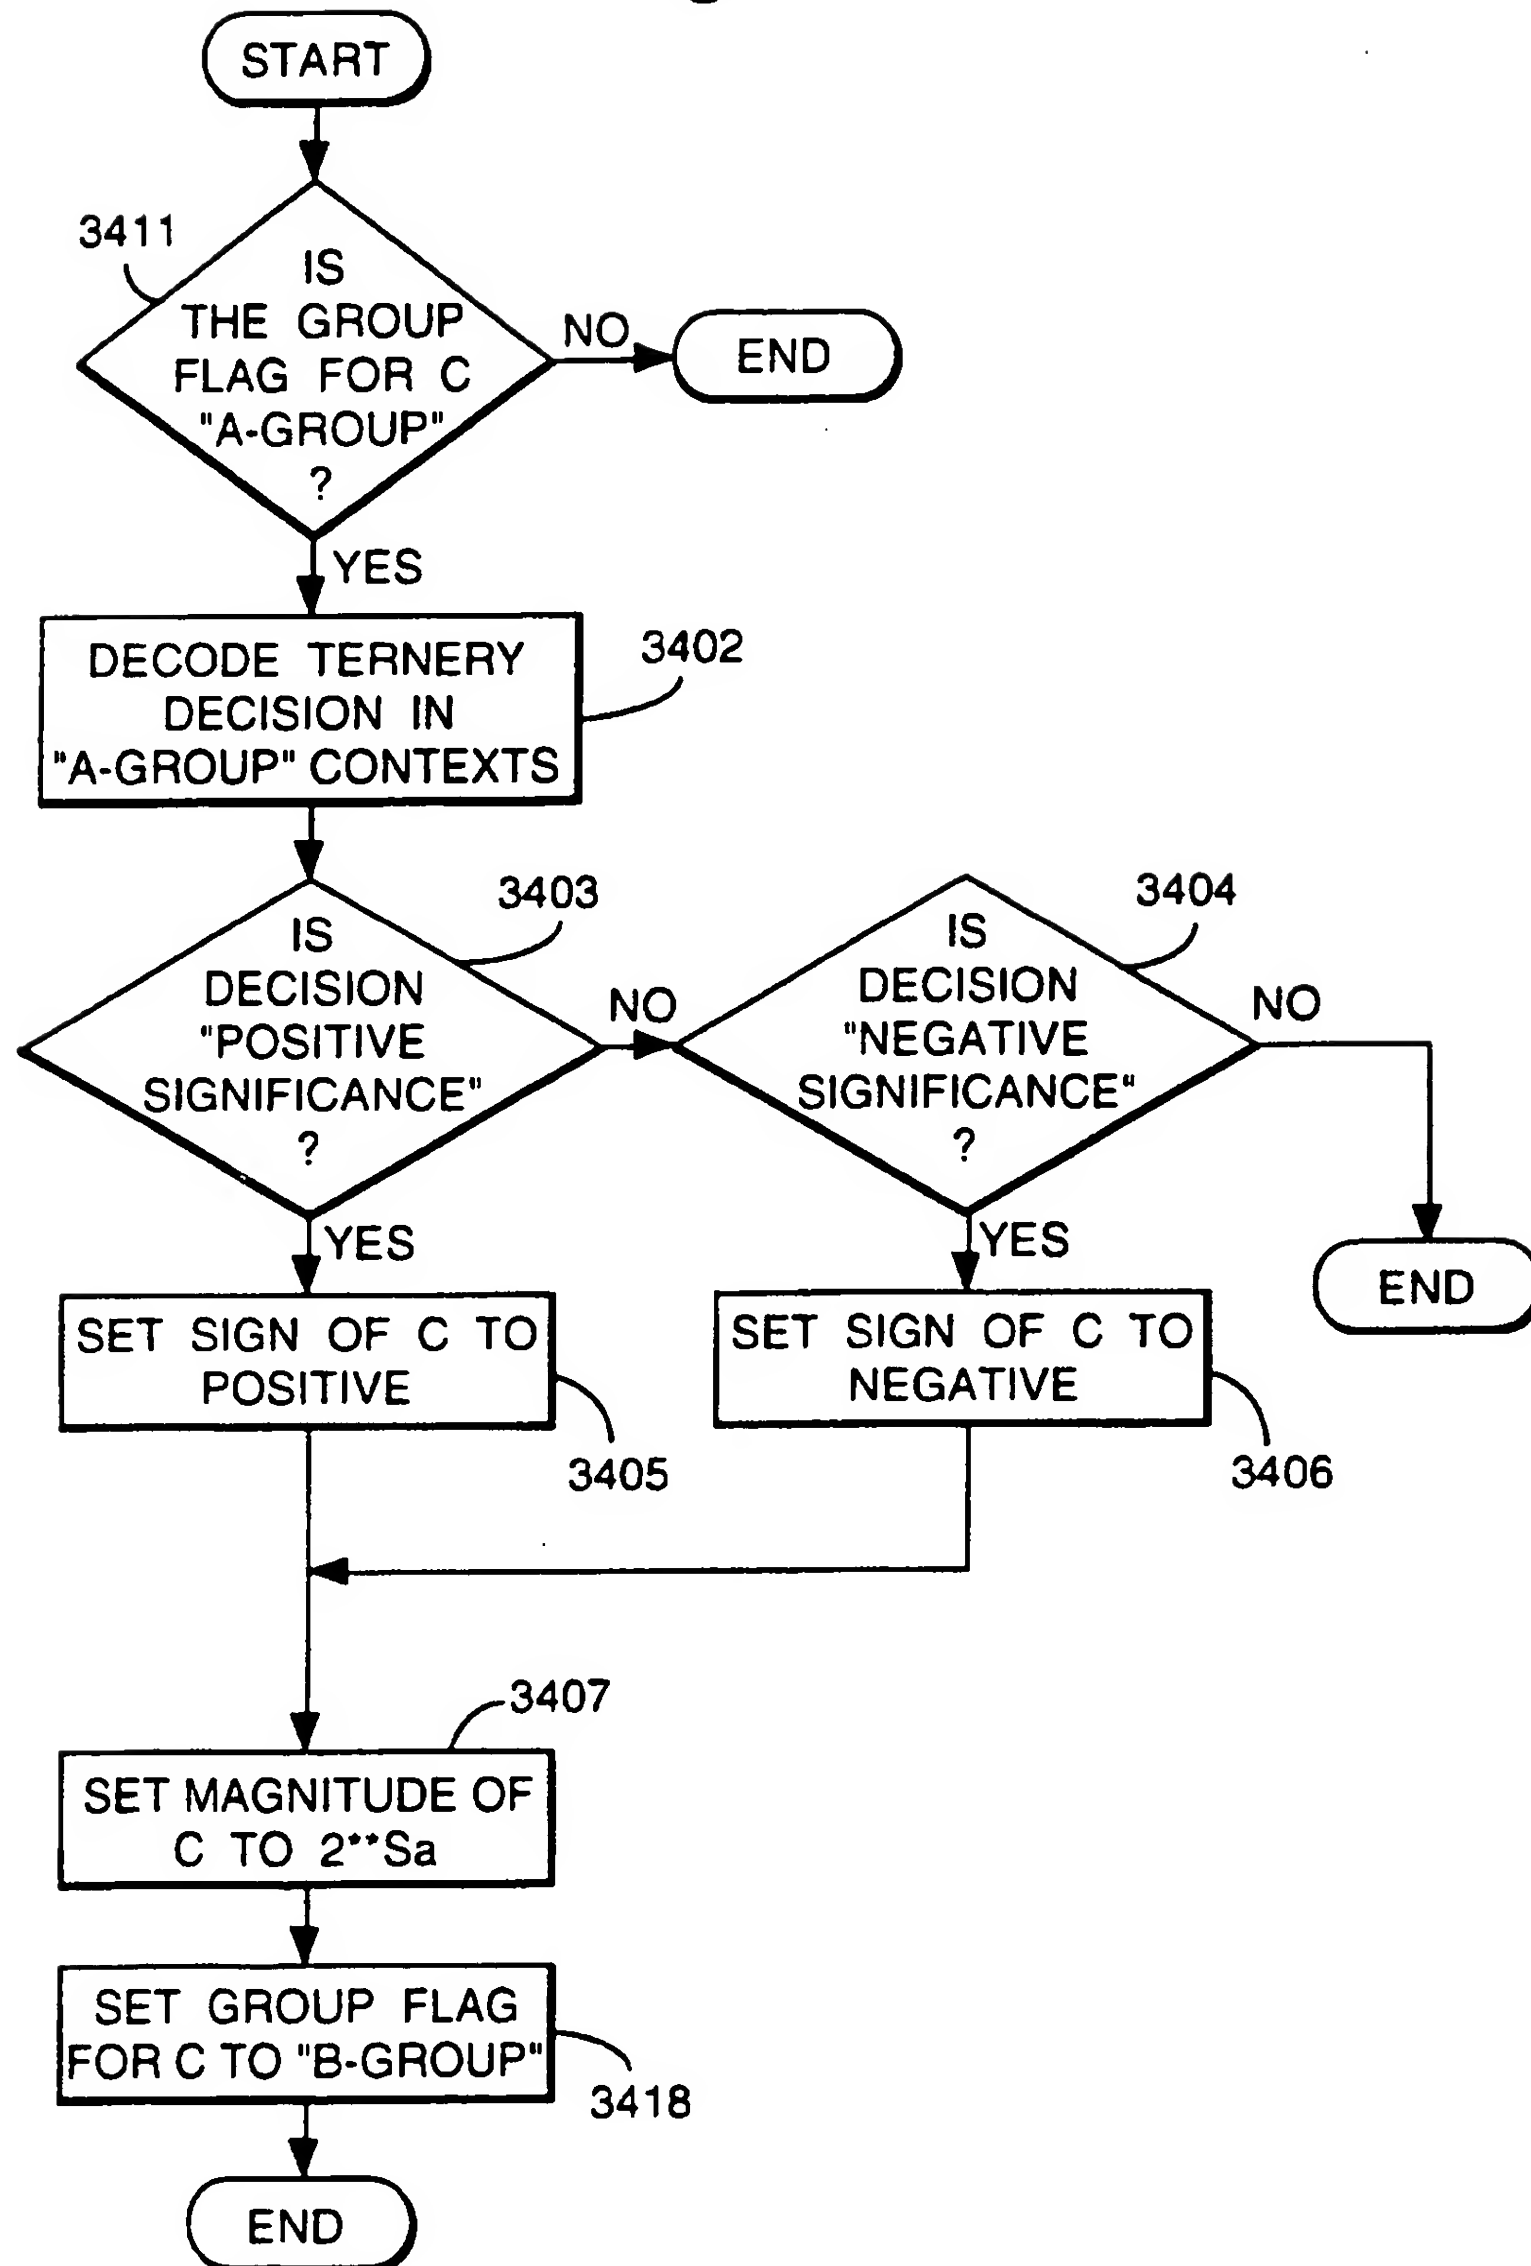 START
3411
IS
THE GROUP
FLAG FOR C
"A-GROUP"
?
NO
END
YES
DECODE TERNERY
DECISION IN
"A-GROUP" CONTEXTS
3402
3403
IS
DECISION
"POSITIVE
SIGNIFICANCE"
?
NO
3404
IS
DECISION
"NEGATIVE
SIGNIFICANCE"
?
NO
YES
YES
END
SET SIGN OF C TO
POSITIVE
3405
SET SIGN OF C TO
NEGATIVE
3406
3407
SET MAGNITUDE OF
C TO 2**Sa
SET GROUP FLAG
FOR C TO "B-GROUP"
3418
END